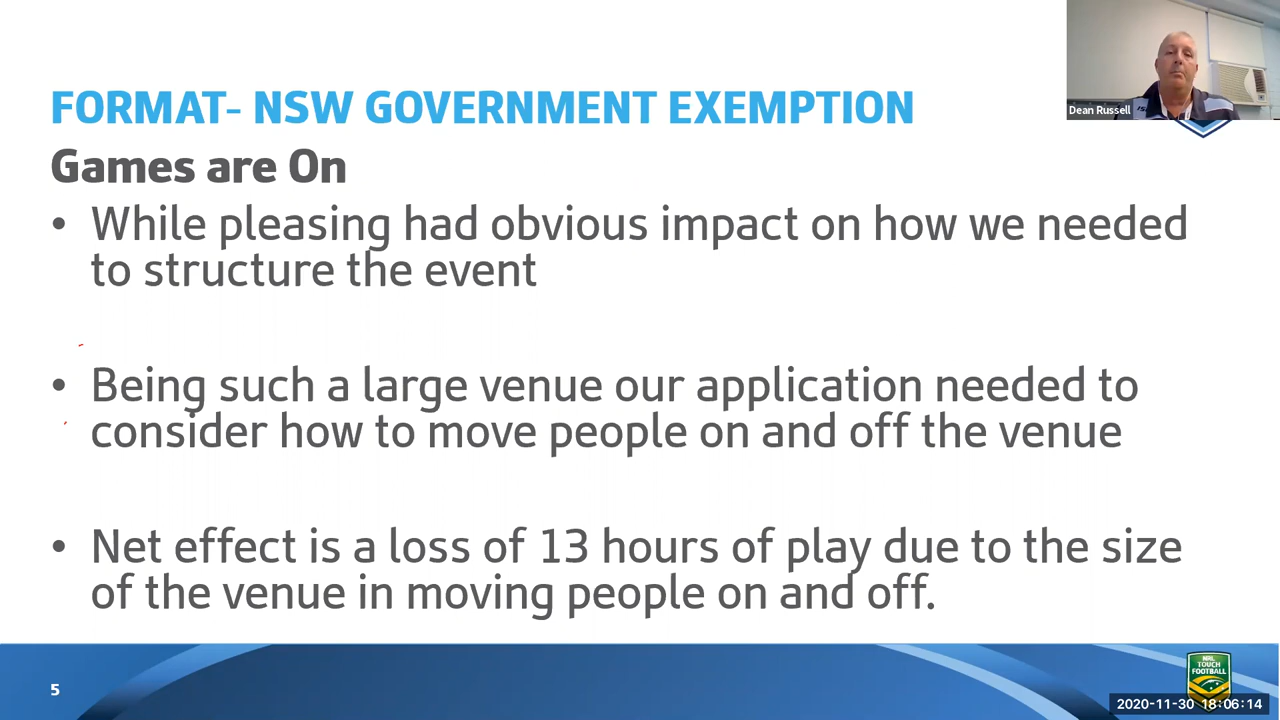 FORMAT- NSW GOVERNMENT EXEMPTION
Dean Russell
Games are On
• While pleasing had obvious impact on how we needed
to structure the event
• Being such a large venue our application needed to
consider how to move people on and off the venue
• Net effect is a loss of 13 hours of play due to the size
of the venue in moving people on and off.
5
NRL
TOUCH
FOOTBALL
2020-11-30 18:06:14